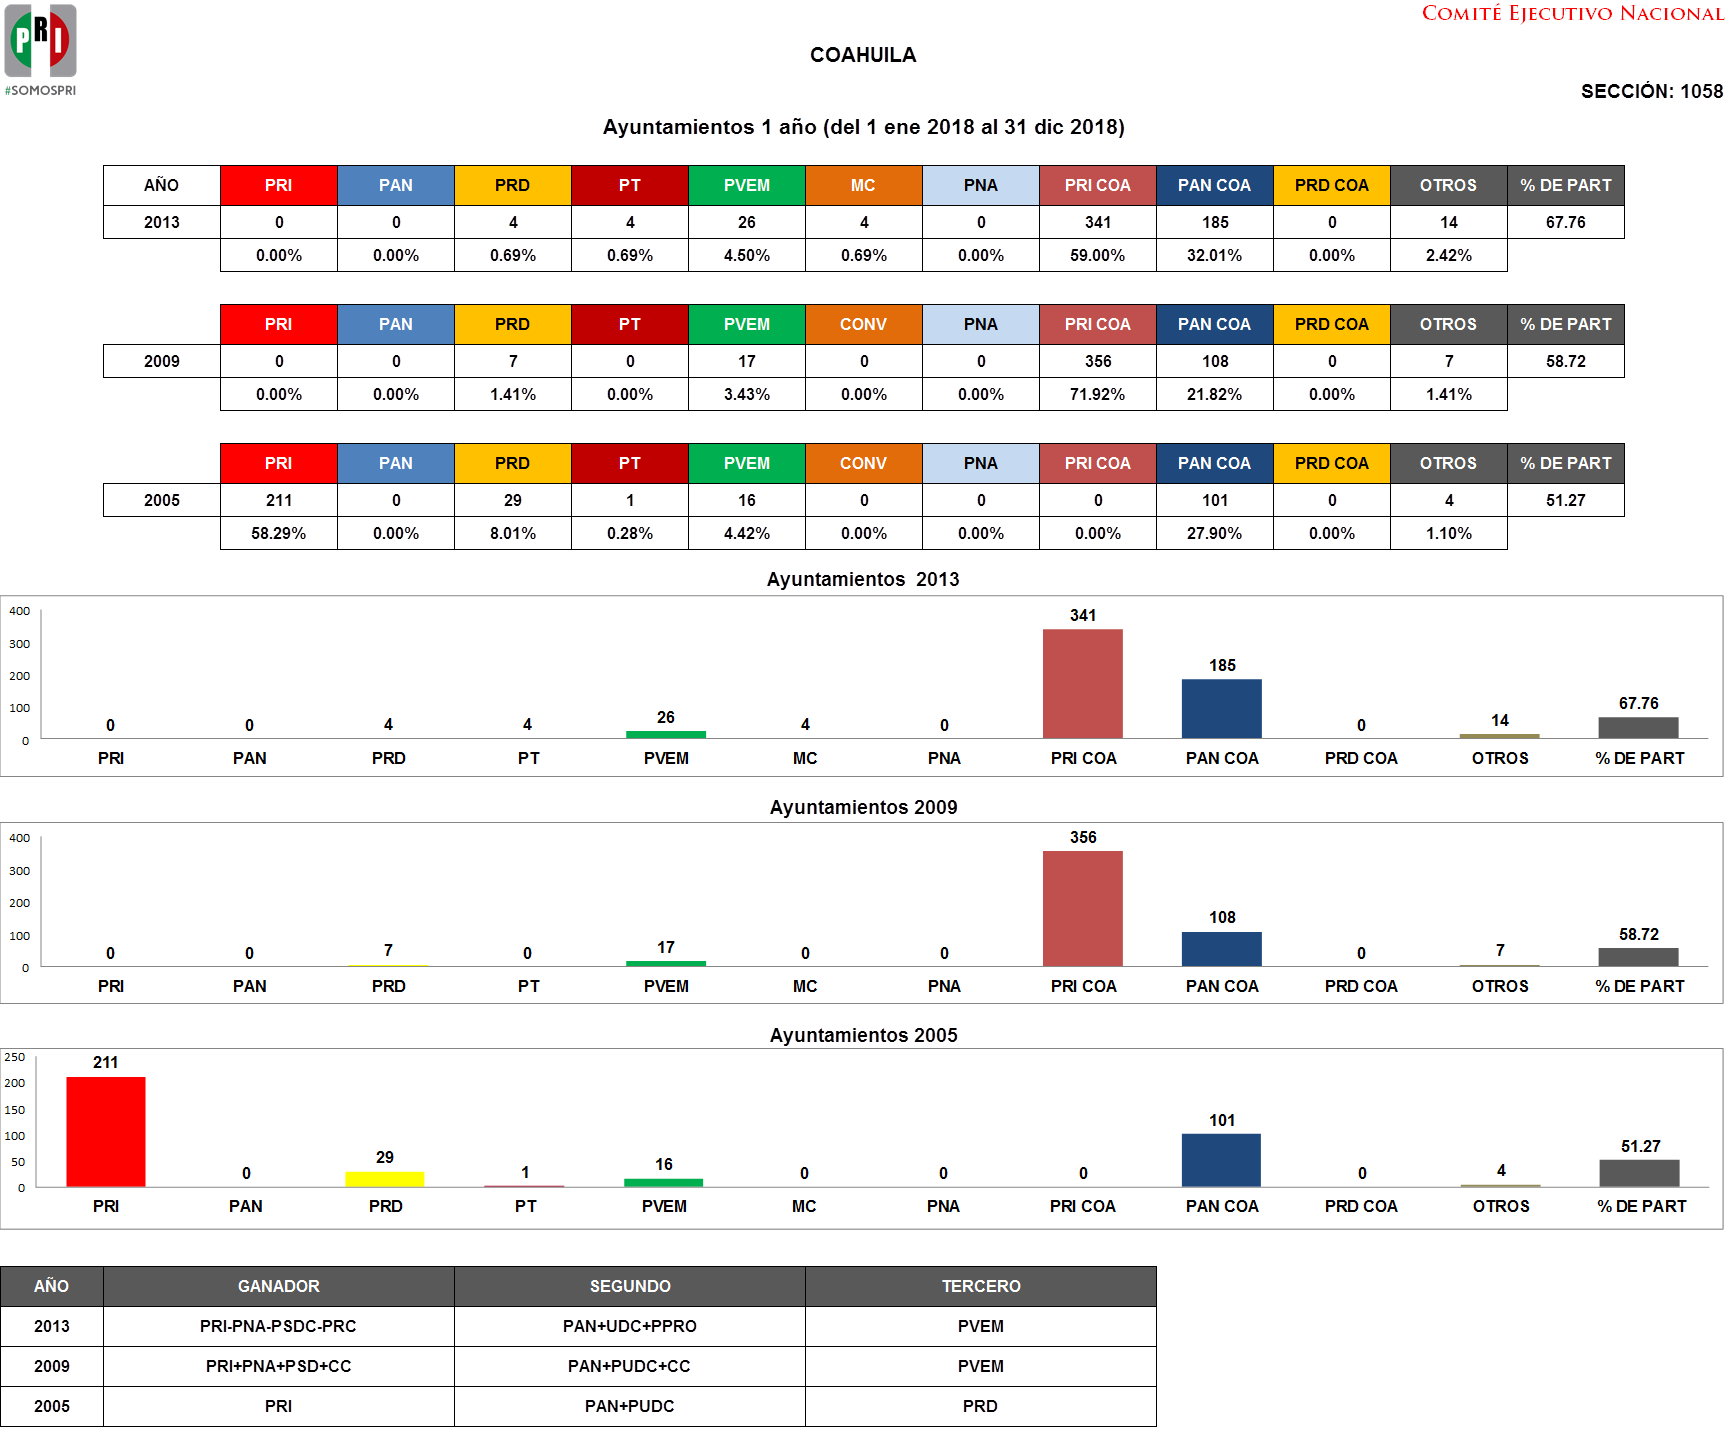 COMITÉ EJECUTIVO NACIONAL
PRI
#SOMOSPRI
COAHUILA
SECCIÓN: 1058
Ayuntamientos 1 año (del 1 ene 2018 al 31 dic 2018)
AÑO PRI PAN PRD PT PVEM MC PNA PRI COA PAN COA PRD COA OTROS % DE PART
2013 0 0 4 4 26 4 0 341 185 0 14 67.76
0.00% 0.00% 0.69% 0.69% 4.50% 0.69% 0.00% 59.00% 32.01% 0.00% 2.42%
PRI PAN PRD PT PVEM CONV PNA PRI COA PAN COA PRD COA OTROS % DE PART
2009 0 0 7 0 17 0 0 356 108 0 7 58.72
0.00% 0.00% 1.41% 0.00% 3.43% 0.00% 0.00% 71.92% 21.82% 0.00% 1.41%
PRI PAN PRD PT PVEM CONV PNA PRI COA PAN COA PRD COA OTROS % DE PART
2005 211 0 29 1 16 0 0 0 101 0 4 51.27
58.29% 0.00% 8.01% 0.28% 4.42% 0.00% 0.00% 0.00% 27.90% 0.00% 1.10%
Ayuntamientos 2013
400
300
200
100
0
0 0 4 4 26 4 0 341 185 0 14 67.76
PRI PAN PRD PT PVEM MC PNA PRI COA PAN COA PRD COA OTROS % DE PART
Ayuntamientos 2009
400
300
200
100
0
0 0 7 0 17 0 0 356 108 0 7 58.72
PRI PAN PRD PT PVEM MC PNA PRI COA PAN COA PRD COA OTROS % DE PART
Ayuntamientos 2005
250
200
150
100
50
0
211 0 29 1 16 0 0 0 101 0 4 51.27
PRI PAN PRD PT PVEM MC PNA PRI COA PAN COA PRD COA OTROS % DE PART
AÑO GANADOR SEGUNDO TERCERO
2013 PRI-PNA-PSDC-PRC PAN+UDC+PPRO PVEM
2009 PRI+PNA+PSD+CC PAN+PUDC+CC PVEM
2005 PRI PAN+PUDC PRD